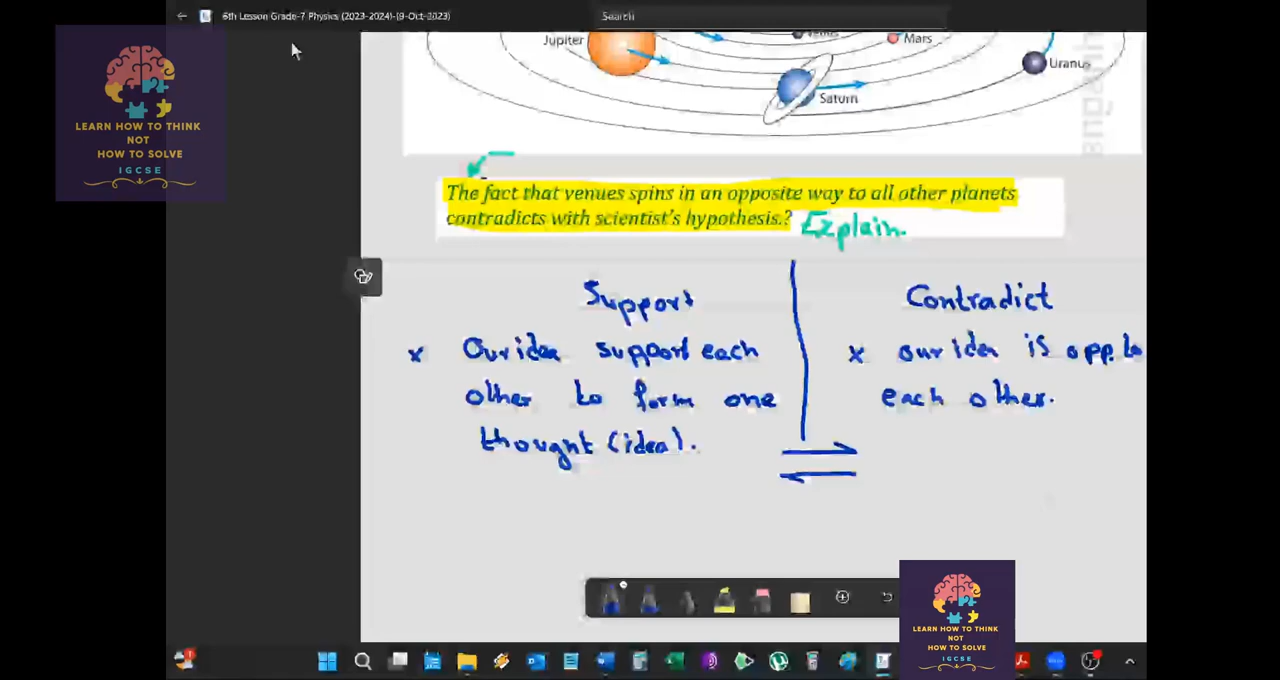 6th Lesson Grade-7 Physics (2023-2024)-(9-Oct-2023)
Search
LEARN HOW TO THINK
NOT
HOW TO SOLVE
IGCSE
Jupiter
Venus
Mars
Uranus
Saturn
The fact that venues spins in an opposite way to all other planets
contradicts with scientist's hypothesis.?
Explain.
Support
x Our idea support each
other to form one
thought (idea).
Contradict
x our idea is opp. to
each other.
LEARN HOW TO THINK
NOT
HOW TO SOLVE
IGCSE